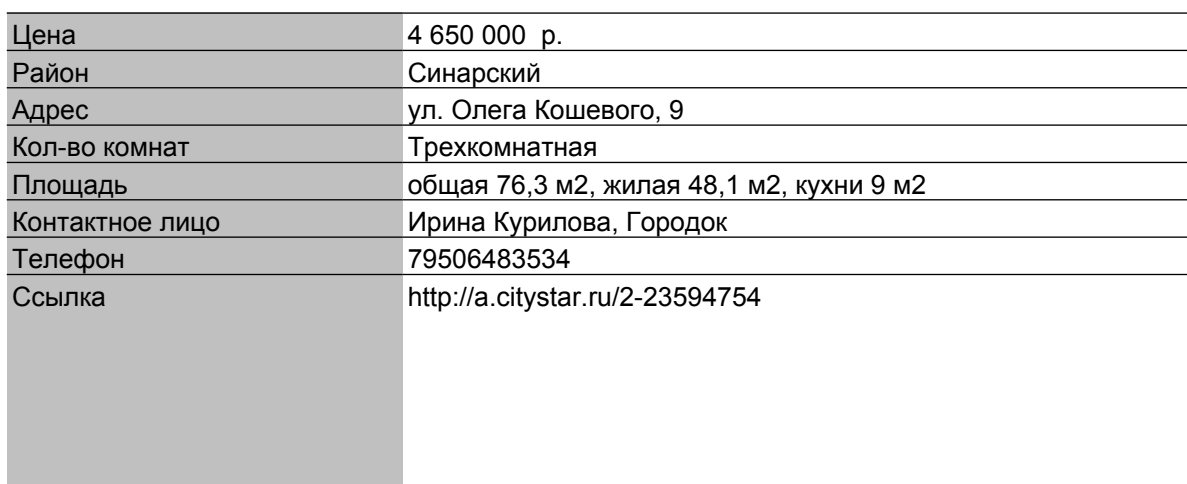 Цена 4 650 000 р.
Район Синарский
Адрес ул. Олега Кошевого, 9
Кол-во комнат Трехкомнатная
Площадь общая 76,3 м2, жилая 48,1 м2, кухни 9 м2
Контактное лицо Ирина Курилова, Городок
Телефон 79506483534
Ссылка http://a.citystar.ru/2-23594754